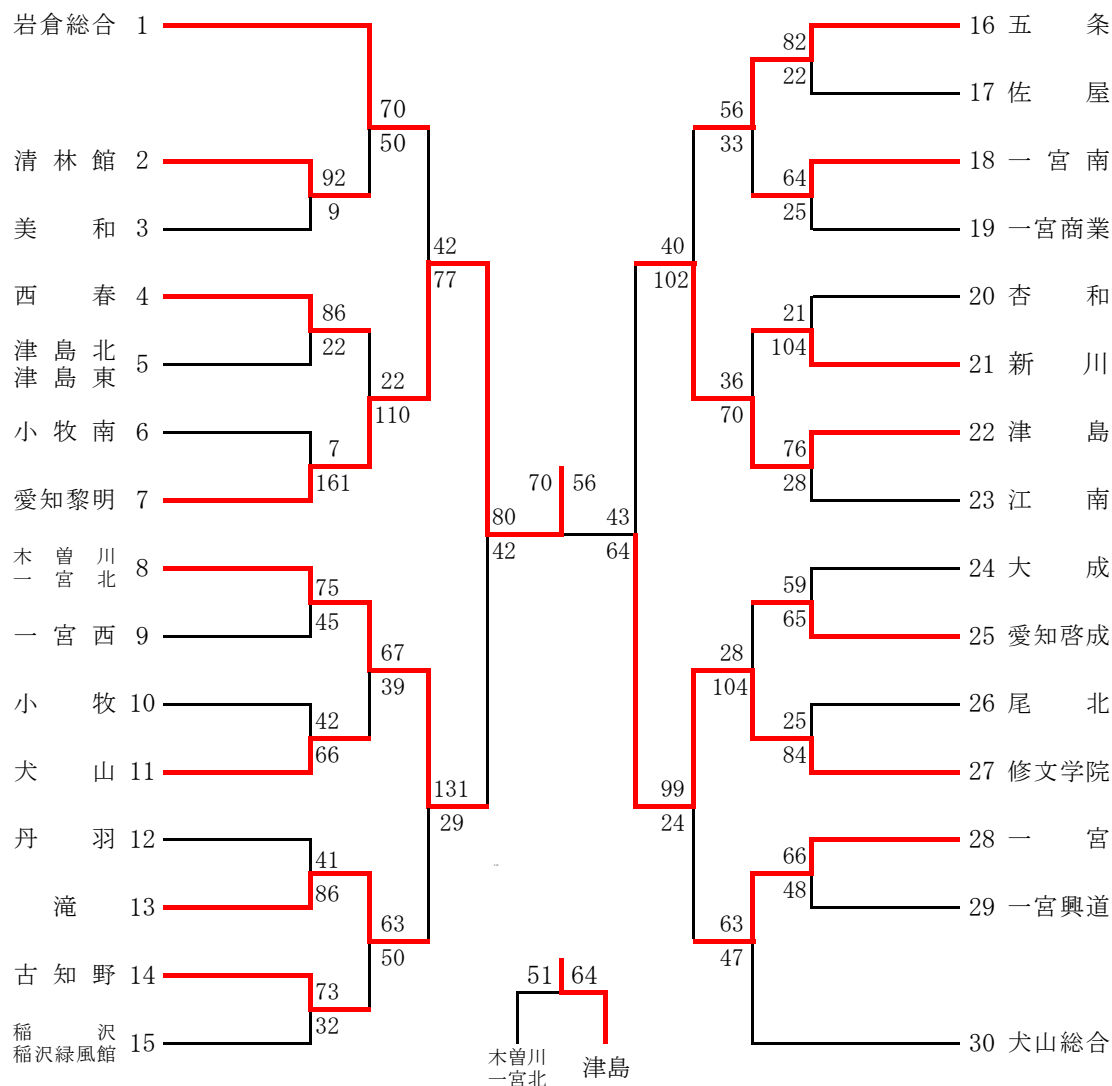 岩倉総合 1
70
50
清林館 2
92
9
美和 3
42
77
西春 4
86
22
津島北
津島東 5
22
110
小牧南 6
7
161
愛知黎明 7
80
42
木曽川
一宮北 8
75
45
一宮西 9
67
39
小牧 10
42
66
犬山 11
131
29
丹羽 12
41
86
滝 13
63
50
古知野 14
73
32
稲沢
稲沢緑風館 15
70 56
16 五条
82
22
17 佐屋
56
33
18 一宮南
64
25
19 一宮商業
40
102
20 杏和
21
104
21 新川
36
70
22 津島
76
28
23 江南
43
64
24 大成
59
65
25 愛知啓成
28
104
26 尾北
25
84
27 修文学院
99
24
28 一宮
66
48
29 一宮興道
63
47
30 犬山総合
51 64
木曽川
一宮北
津島